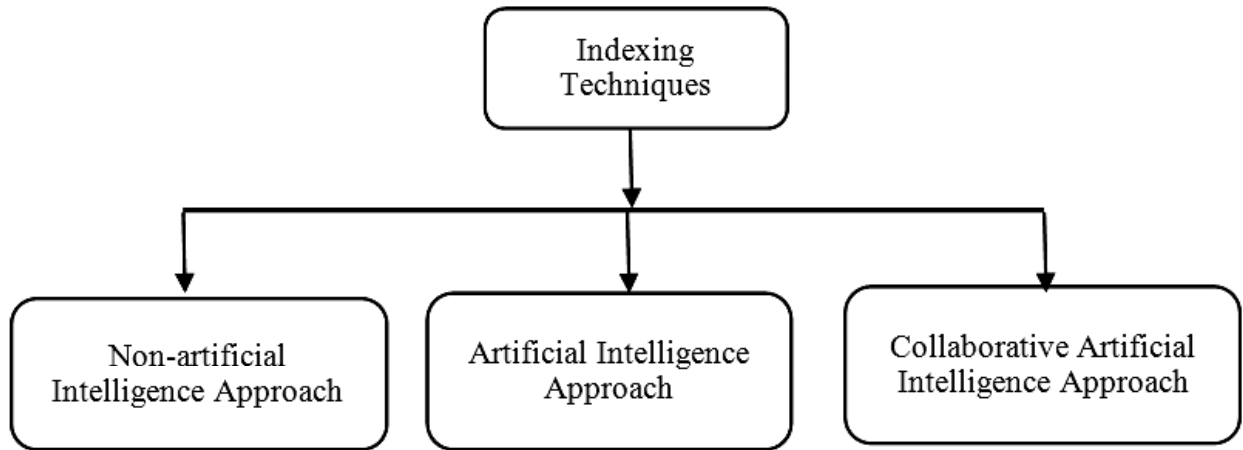 Indexing
Techniques
Non-artificial
Intelligence Approach
Artificial Intelligence
Approach
Collaborative Artificial
Intelligence Approach